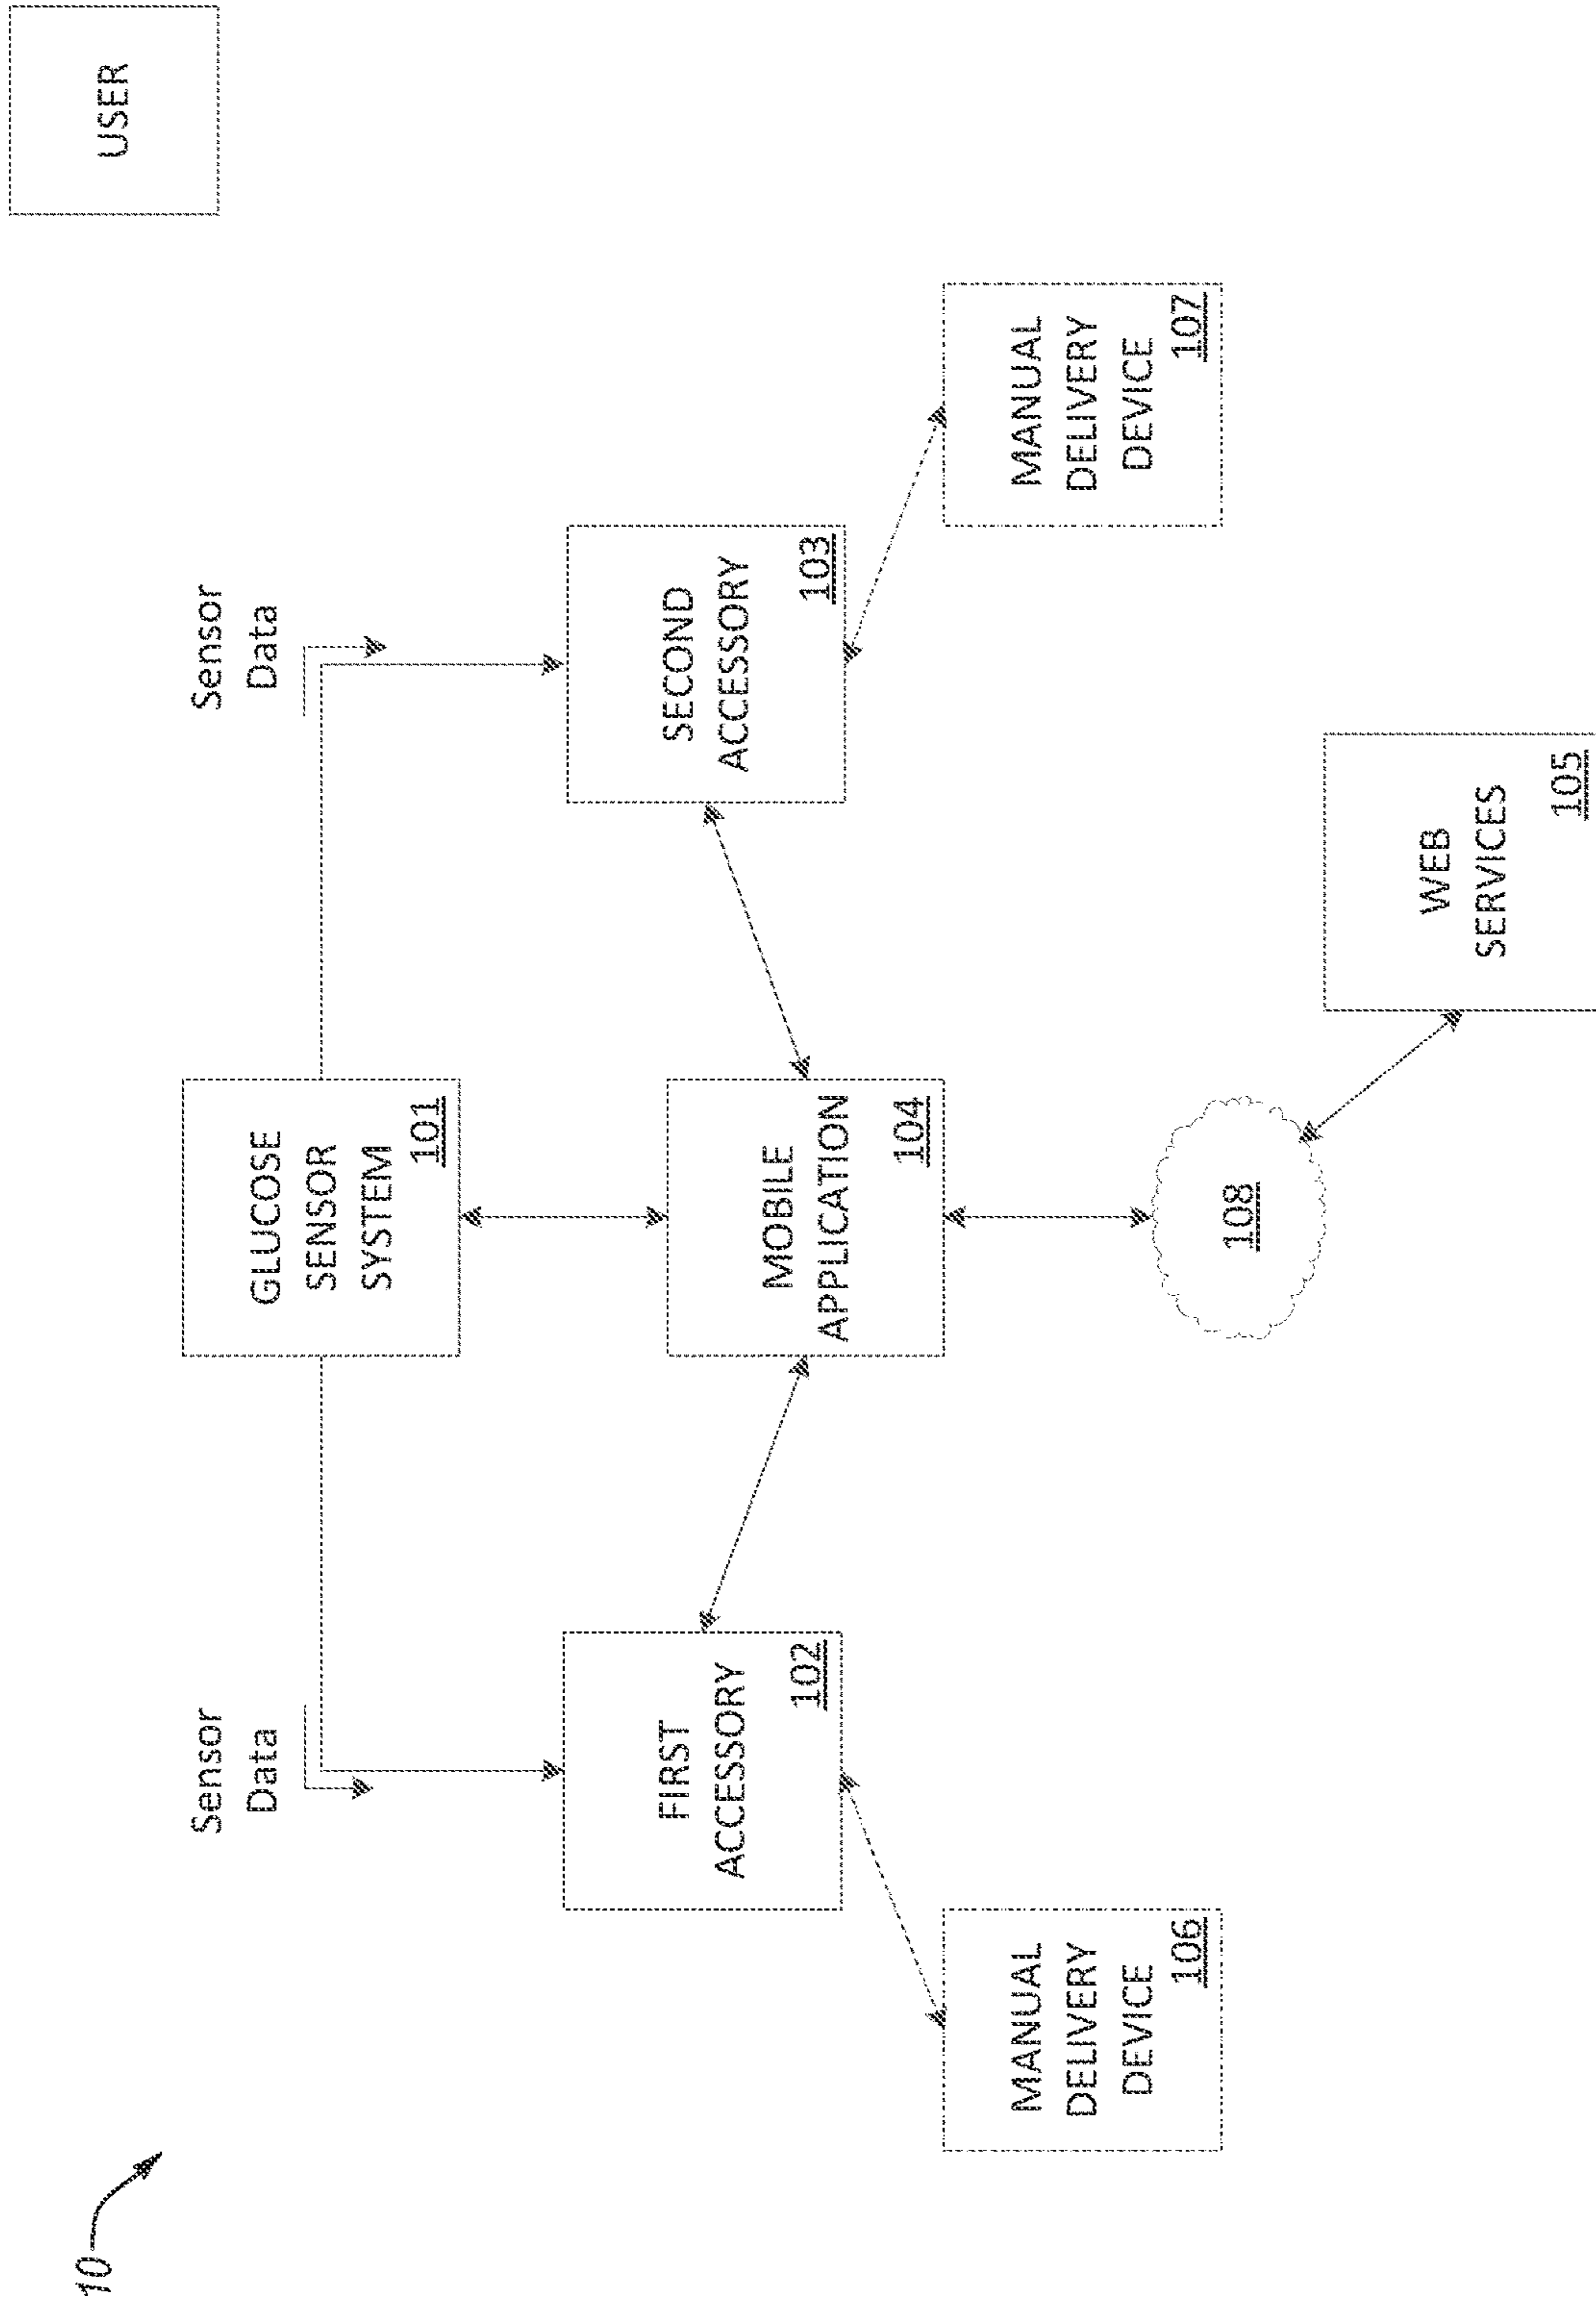 10
USER
Sensor
Data
GLUCOSE
SENSOR
SYSTEM
101
Sensor
Data
FIRST
ACCESSORY
102
MOBILE
APPLICATION
104
SECOND
ACCESSORY
103
MANUAL
DELIVERY
DEVICE
106
108
MANUAL
DELIVERY
DEVICE
107
WEB
SERVICES
105